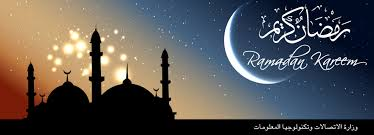 رمضان كريم
Ramadan Kareem
وزارة الاتصالات وتكنولوجيا المعلومات